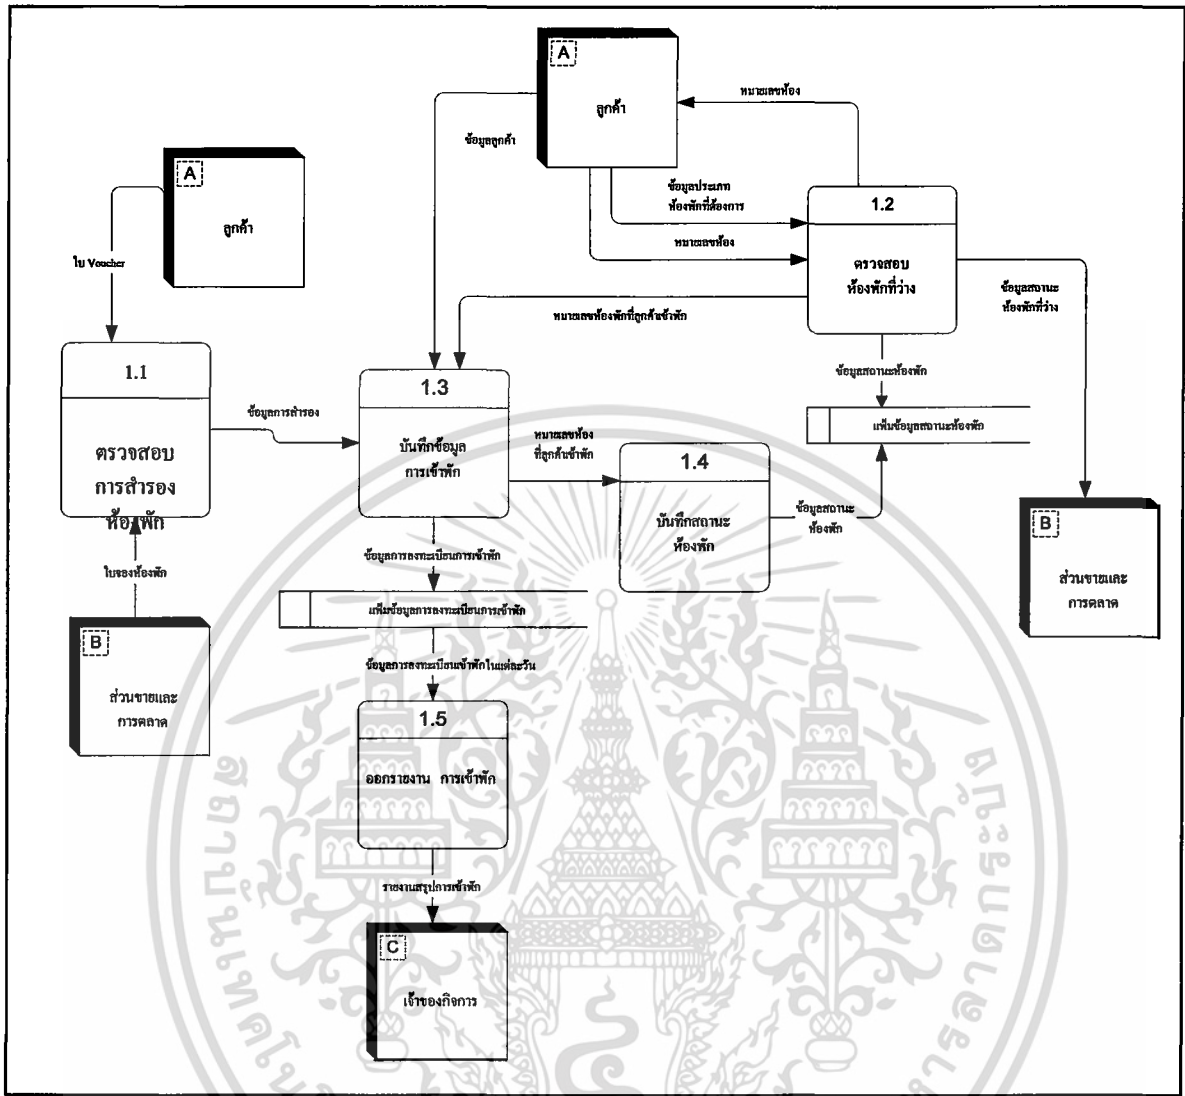 A
ลูกค้า
หมายเลขห้อง
ข้อมูลลูกค้า
A
ลูกค้า
ข้อมูลประเภท
ห้องพักที่ต้องการ
หมายเลขห้อง
1.2
ตรวจสอบ
ห้องพักที่ว่าง
ใบ Voucher
ข้อมูลสถานะ
ห้องพักที่ว่าง
หมายเลขห้องพักที่ลูกค้าเข้าพัก
1.1
ตรวจสอบ
การสำรอง
ห้องพัก
ข้อมูลการสำรอง
1.3
บันทึกข้อมูล
การเข้าพัก
ข้อมูลสถานะห้องพัก
แฟ้มข้อมูลสถานะห้องพัก
หมายเลขห้อง
ที่ลูกค้าเข้าพัก
1.4
บันทึกสถานะ
ห้องพัก
ข้อมูลสถานะ
ห้องพัก
B
ส่วนขายและ
การตลาด
ใบจองห้องพัก
ข้อมูลการลงทะเบียนการเข้าพัก
แฟ้มข้อมูลการลงทะเบียนการเข้าพัก
B
ส่วนขายและ
การตลาด
ข้อมูลการลงทะเบียนเข้าพักในแต่ละวัน
1.5
ออกรายงาน การเข้าพัก
รายงานสรุปการเข้าพัก
C
เจ้าของกิจการ